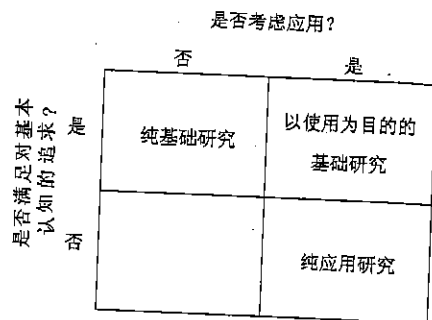 是否考虑应用？
否
是
是否满足对基本
认知的追求？
是
纯基础研究
以使用为目的的
基础研究
否
纯应用研究